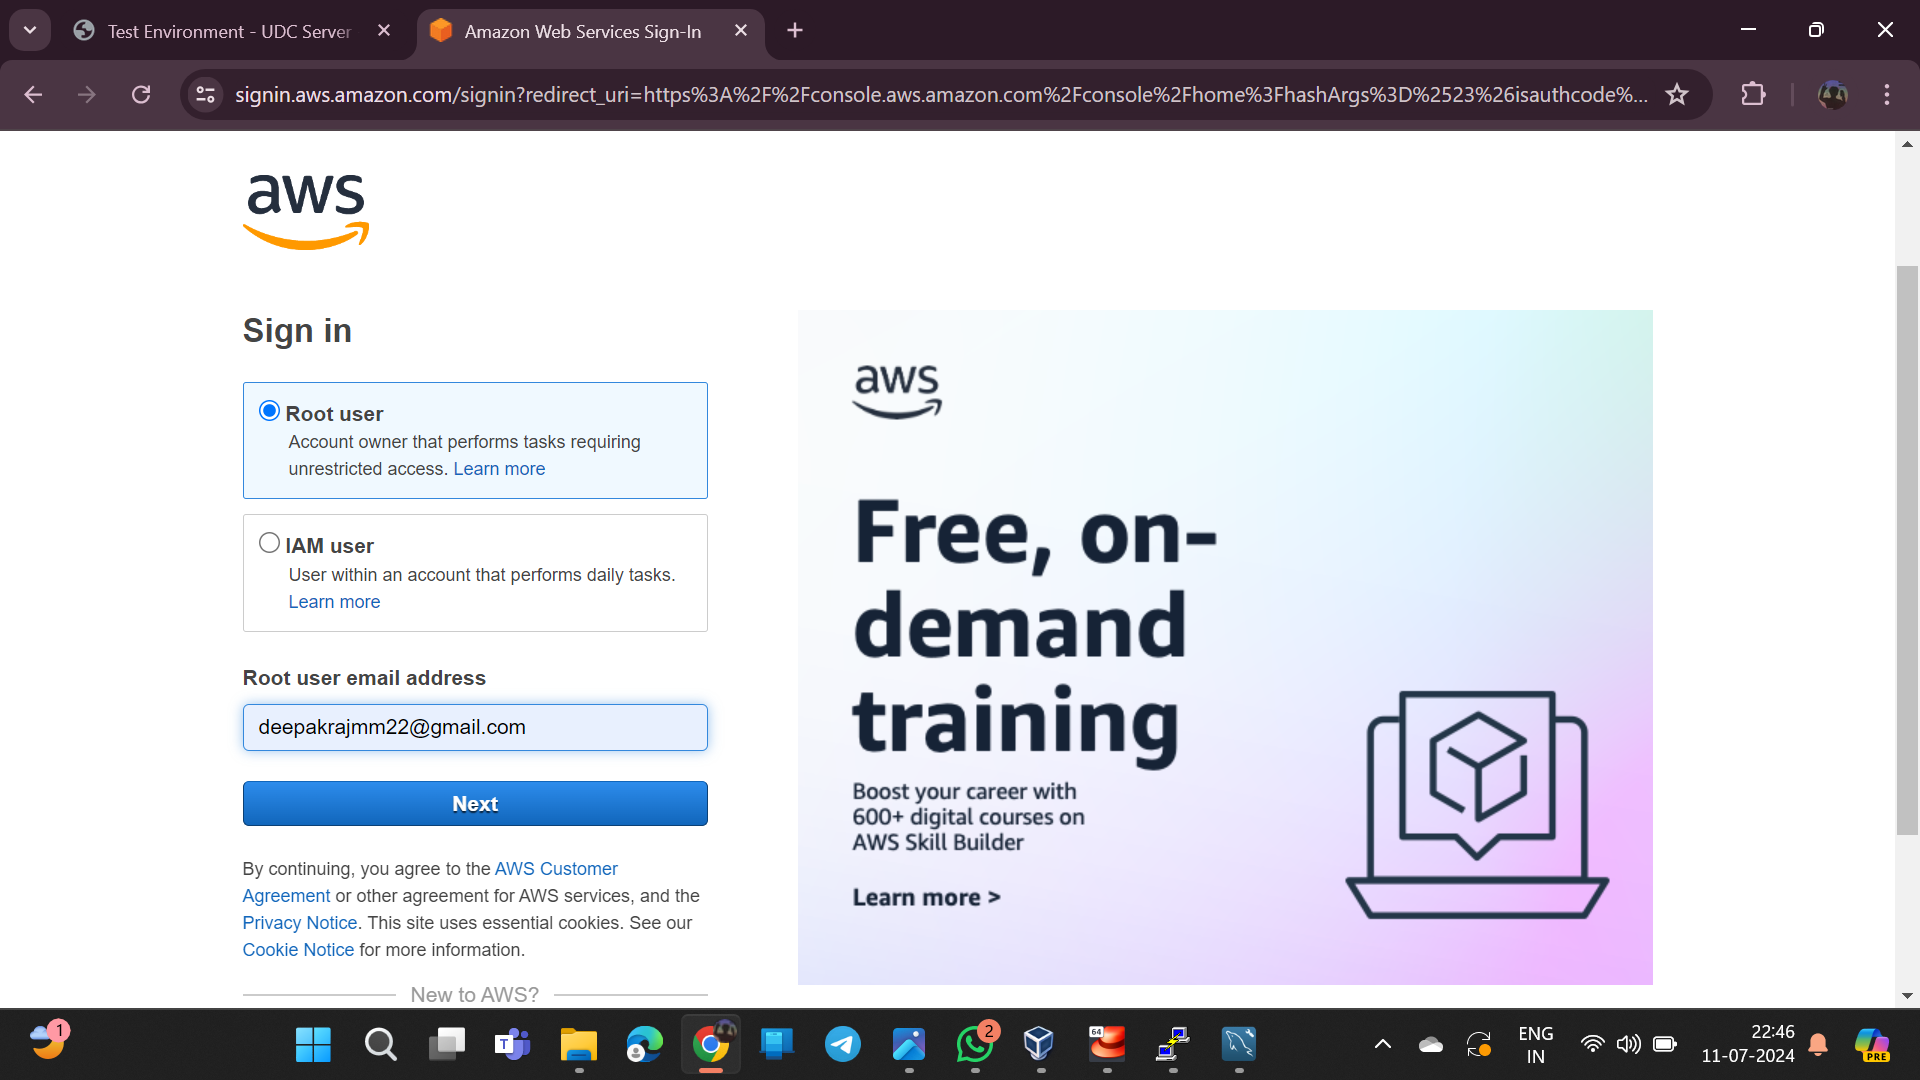 Test Environment - UDC Server
Amazon Web Services Sign-In
signin.aws.amazon.com/signin?redirect_uri=https%3A%2F%2Fconsole.aws.amazon.com%2Fconsole%2Fhome%3FhashArgs%3D%2523%26isauthcode%...
aws
Sign in
Root user
Account owner that performs tasks requiring
unrestricted access. Learn more
IAM user
User within an account that performs daily tasks.
Learn more
Root user email address
deepakrajmm22@gmail.com
Next
By continuing, you agree to the AWS Customer
Agreement or other agreement for AWS services, and the
Privacy Notice. This site uses essential cookies. See our
Cookie Notice for more information.
New to AWS?
aws
Free, on-
demand
training
Boost your career with
600+ digital courses on
AWS Skill Builder
Learn more >
1
T
2
64
ENG
IN
22:46
11-07-2024
PRE